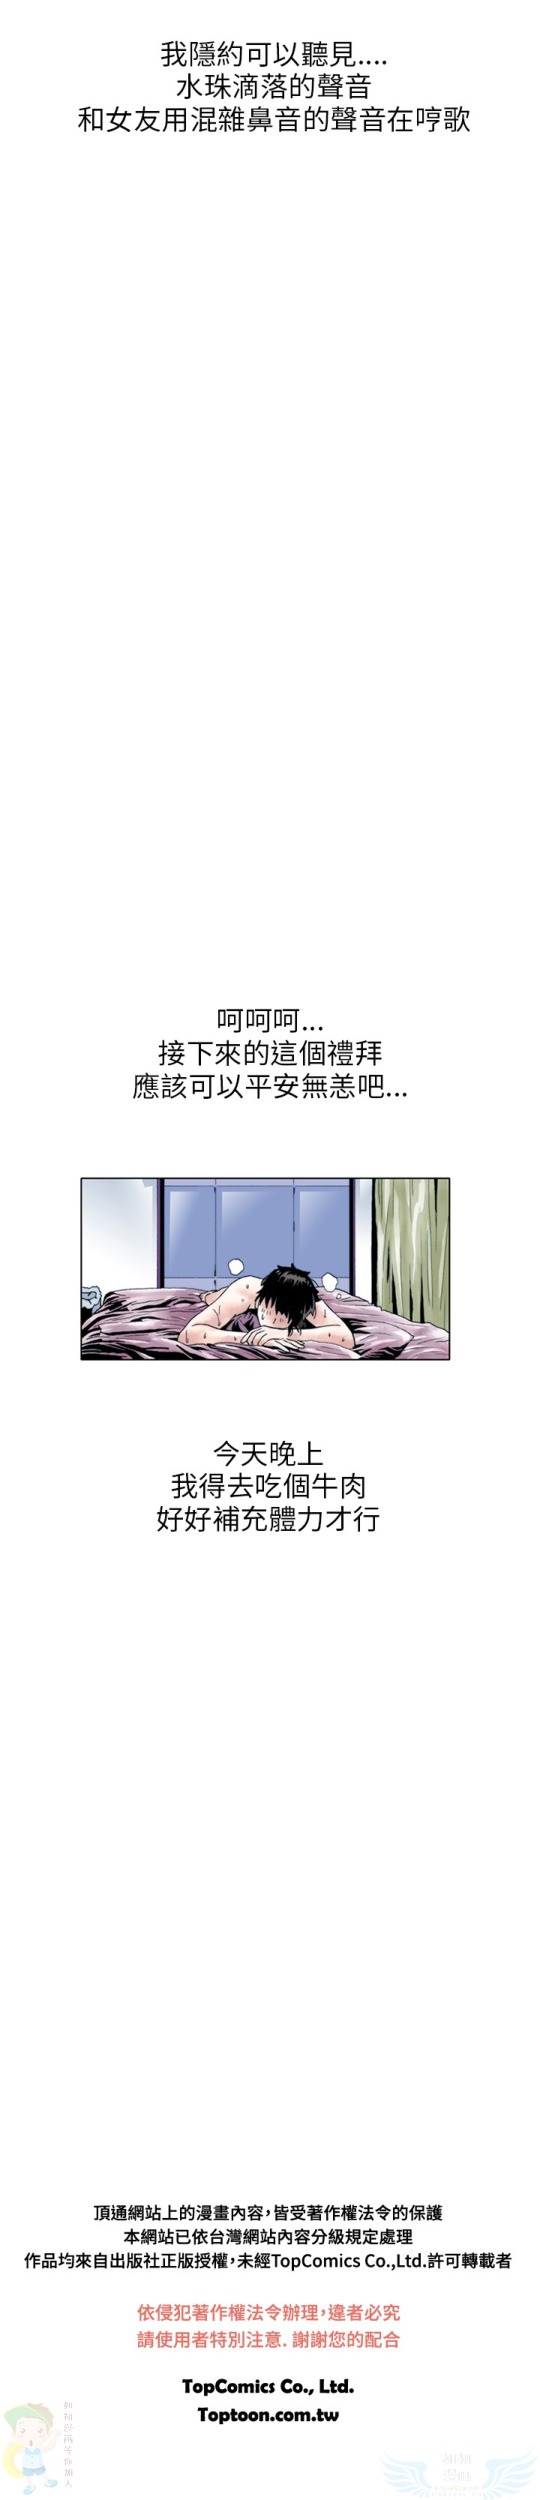 我隱約可以聽見....
水珠滴落的聲音
和女友用混雜鼻音的聲音在哼歌
呵呵呵...
接下來的這個禮拜
應該可以平安無恙吧...
今天晚上
我得去吃個牛肉
好好補充體力才行
頂通網站上的漫畫內容，皆受著作權法令的保護
本網站已依台灣網站內容分級規定處理
作品均來自出版社正版授權，未經TopComics Co.,Ltd.許可轉載者
依侵犯著作權法令辦理，違者必究
請使用者特別注意. 謝謝您的配合
TopComics Co., Ltd.
Toptoon.com.tw